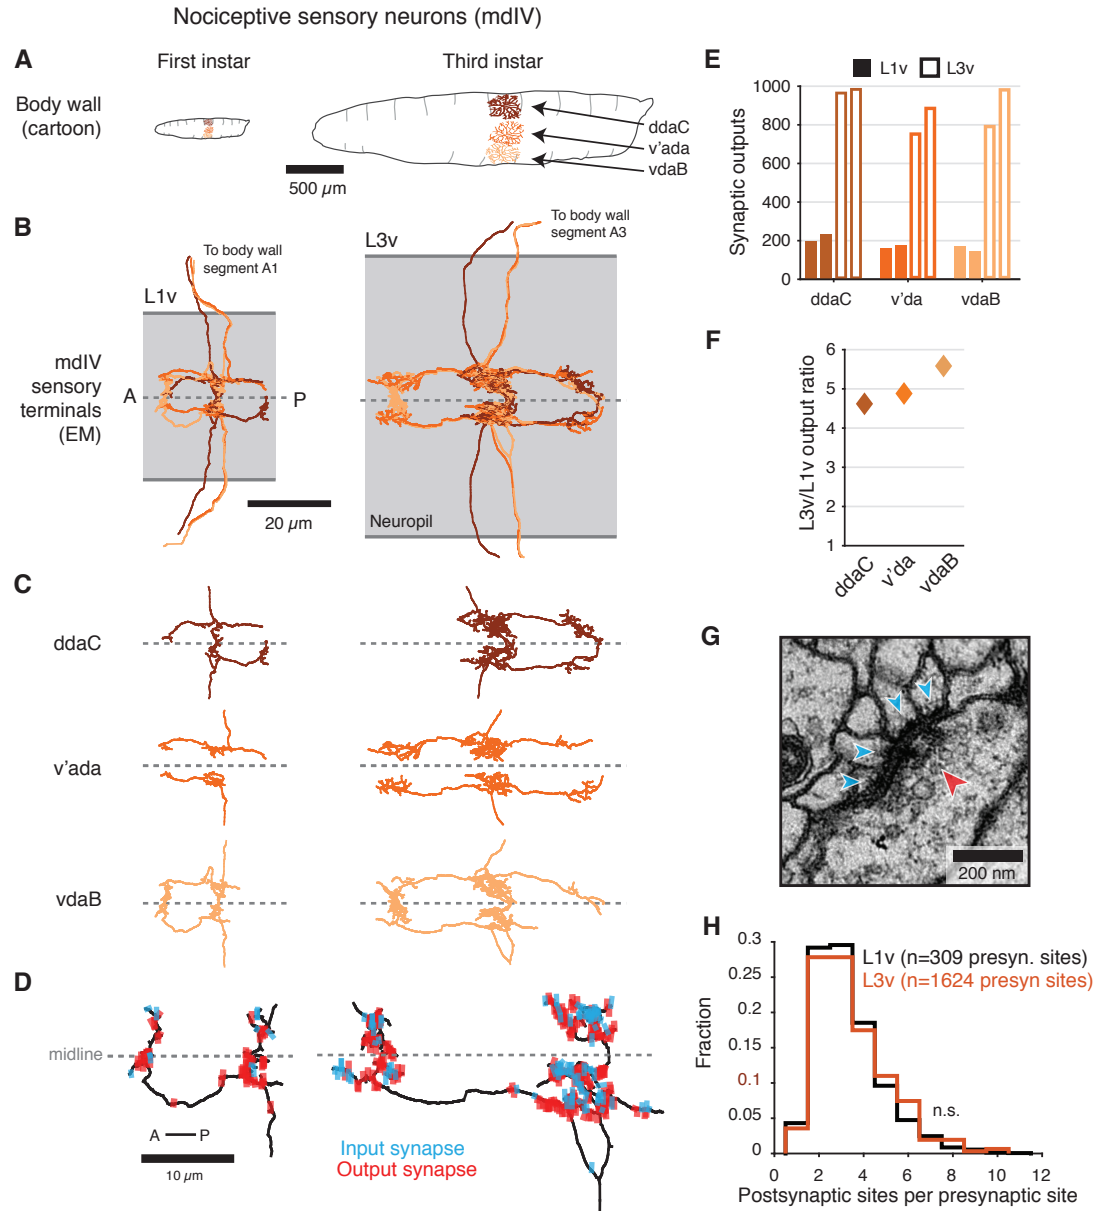 Nociceptive sensory neurons (mdIV)
A
First instar
Third instar
Body wall
(cartoon)
ddaC
v'ada
vdaB
500 µm
B
To body wall
segment A1
L1v
To body wall
segment A3
L3v
mdIV
sensory
terminals
(EM)
A
P
20 µm
Neuropil
C
ddaC
v'ada
vdaB
D
midline
A
P
10 µm
Input synapse
Output synapse
E
L1v
L3v
Synaptic outputs
1000
800
600
400
200
0
ddaC
v'da
vdaB
F
L3v/L1v output ratio
6
5
4
3
2
1
ddaC
v'da
vdaB
G
200 nm
H
L1v (n=309 presyn. sites)
L3v (n=1624 presyn sites)
Fraction
0.3
0.25
0.2
0.15
0.1
0.05
0
n.s.
2
4
6
8
10
12
Postsynaptic sites per presynaptic site